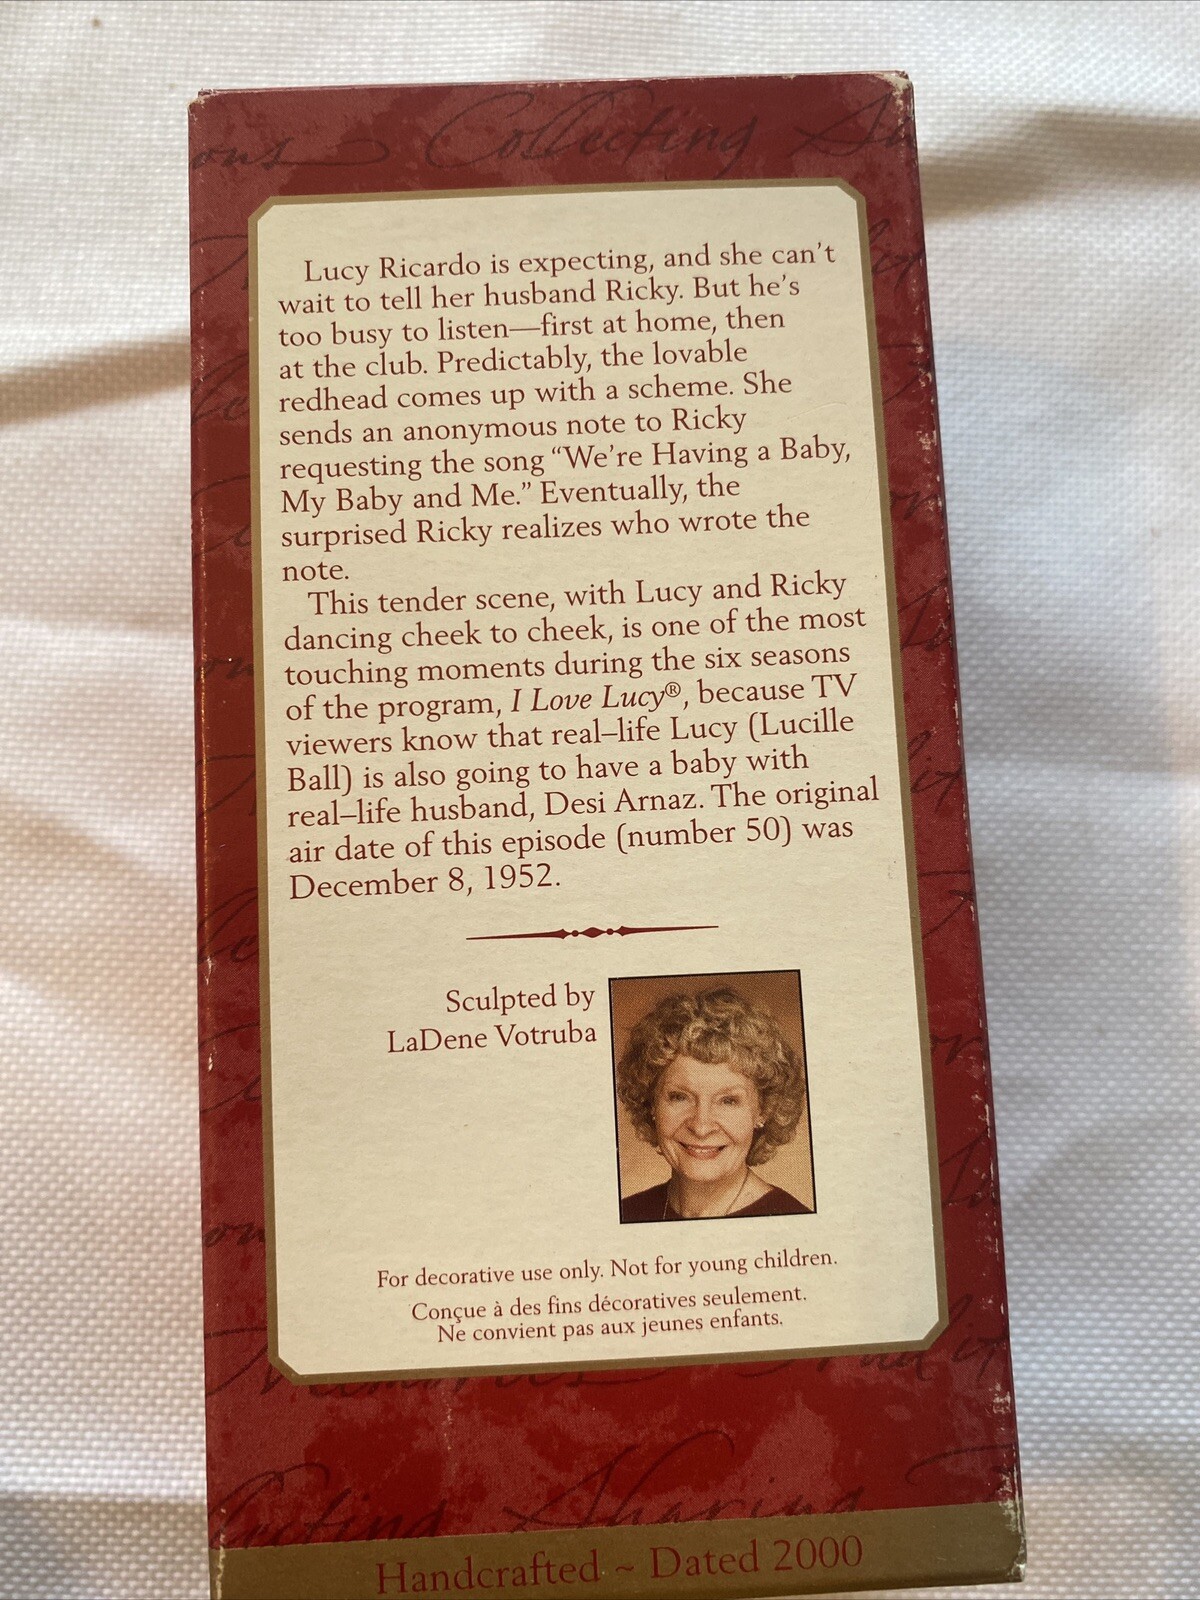 Collecting
Lucy Ricardo is expecting, and she can't
wait to tell her husband Ricky. But he's
too busy to listen—first at home, then
at the club. Predictably, the lovable
redhead comes up with a scheme. She
sends an anonymous note to Ricky
requesting the song “We're Having a Baby,
My Baby and Me.” Eventually, the
surprised Ricky realizes who wrote the
note.
This tender scene, with Lucy and Ricky
dancing cheek to cheek, is one of the most
touching moments during the six seasons
of the program, I Love Lucy®, because TV
viewers know that real–life Lucy (Lucille
Ball) is also going to have a baby with
real–life husband, Desi Arnaz. The original
air date of this episode (number 50) was
December 8, 1952.
Sculpted by
LaDene Votruba
For decorative use only. Not for young children.
Conçue à des fins décoratives seulement.
Ne convient pas aux jeunes enfants.
Sharing
Handcrafted ~ Dated 2000